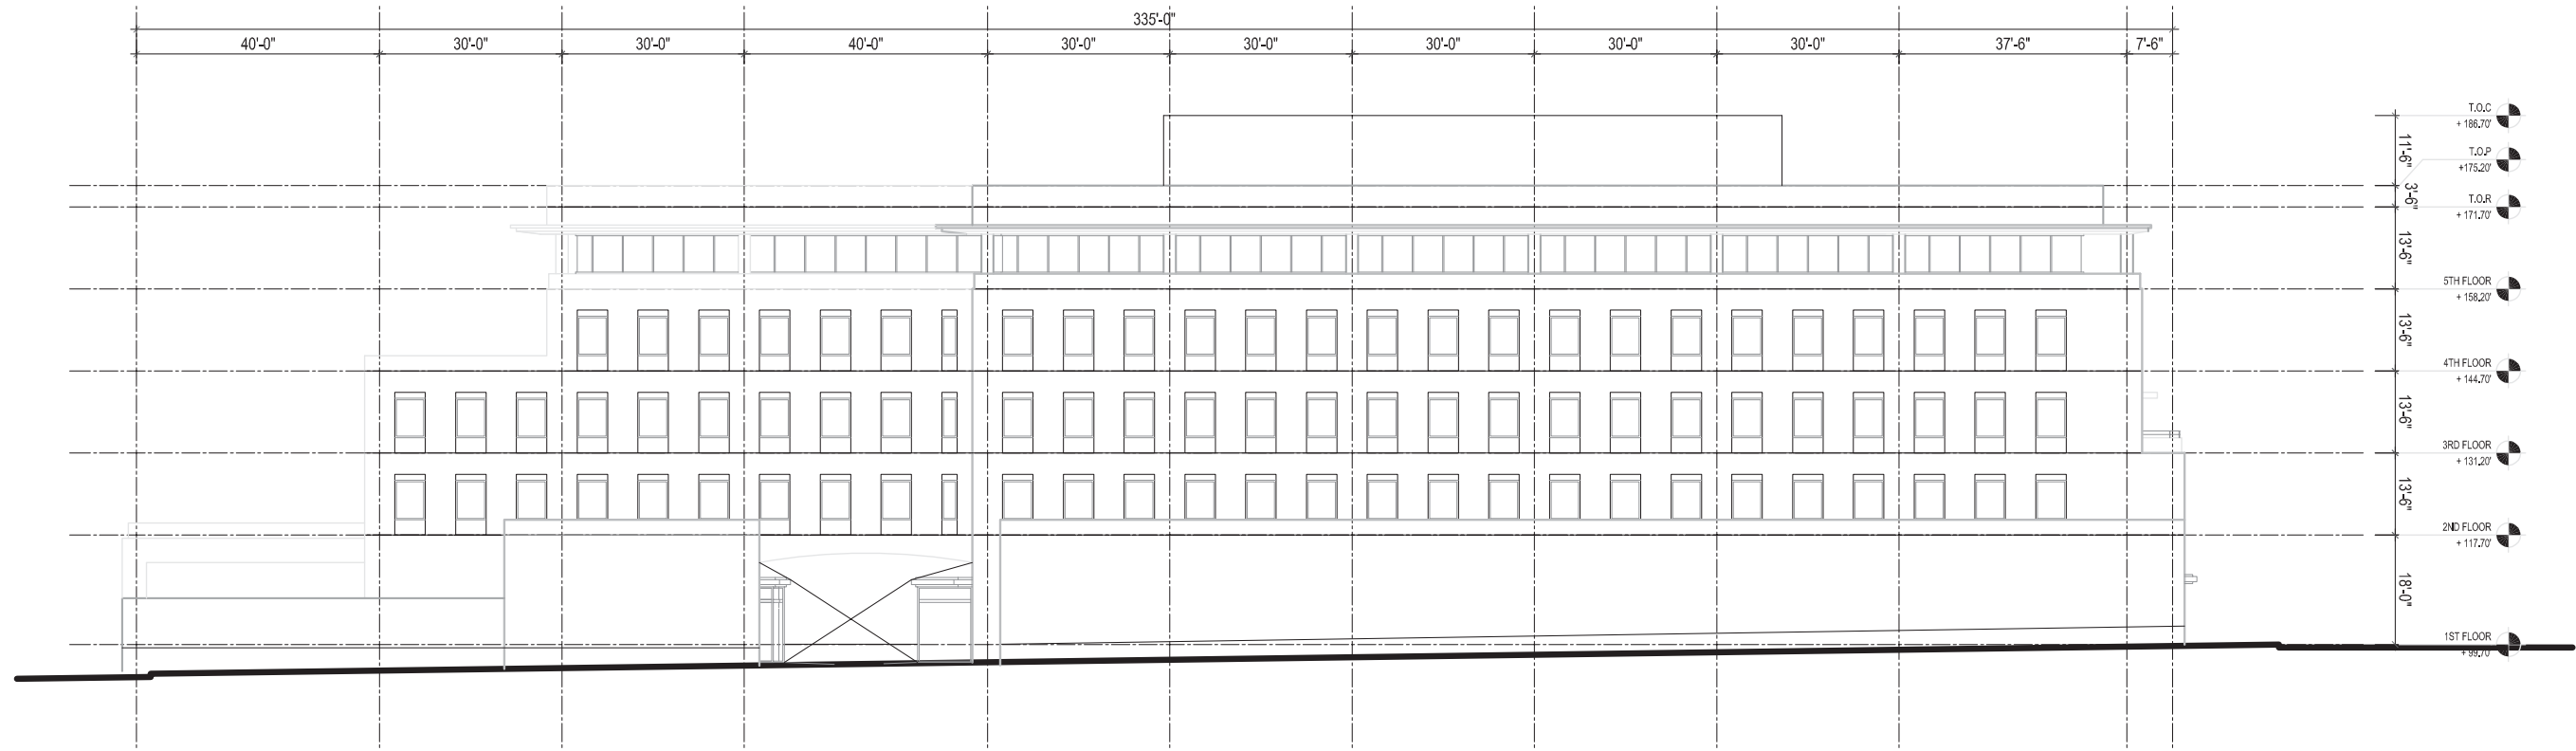 335'-0"
40'-0" 30'-0" 30'-0" 40'-0" 30'-0" 30'-0" 30'-0" 30'-0" 30'-0" 37'-6" 7'-6"
T.O.C
+ 186.70'
11'-6"
T.O.P
+175.20'
3'-6"
T.O.R
+ 171.70'
13'-6"
5TH FLOOR
+ 158.20'
13'-6"
4TH FLOOR
+ 144.70'
13'-6"
3RD FLOOR
+ 131.20'
13'-6"
2ND FLOOR
+ 117.70'
18'-0"
1ST FLOOR
+ 99.70'